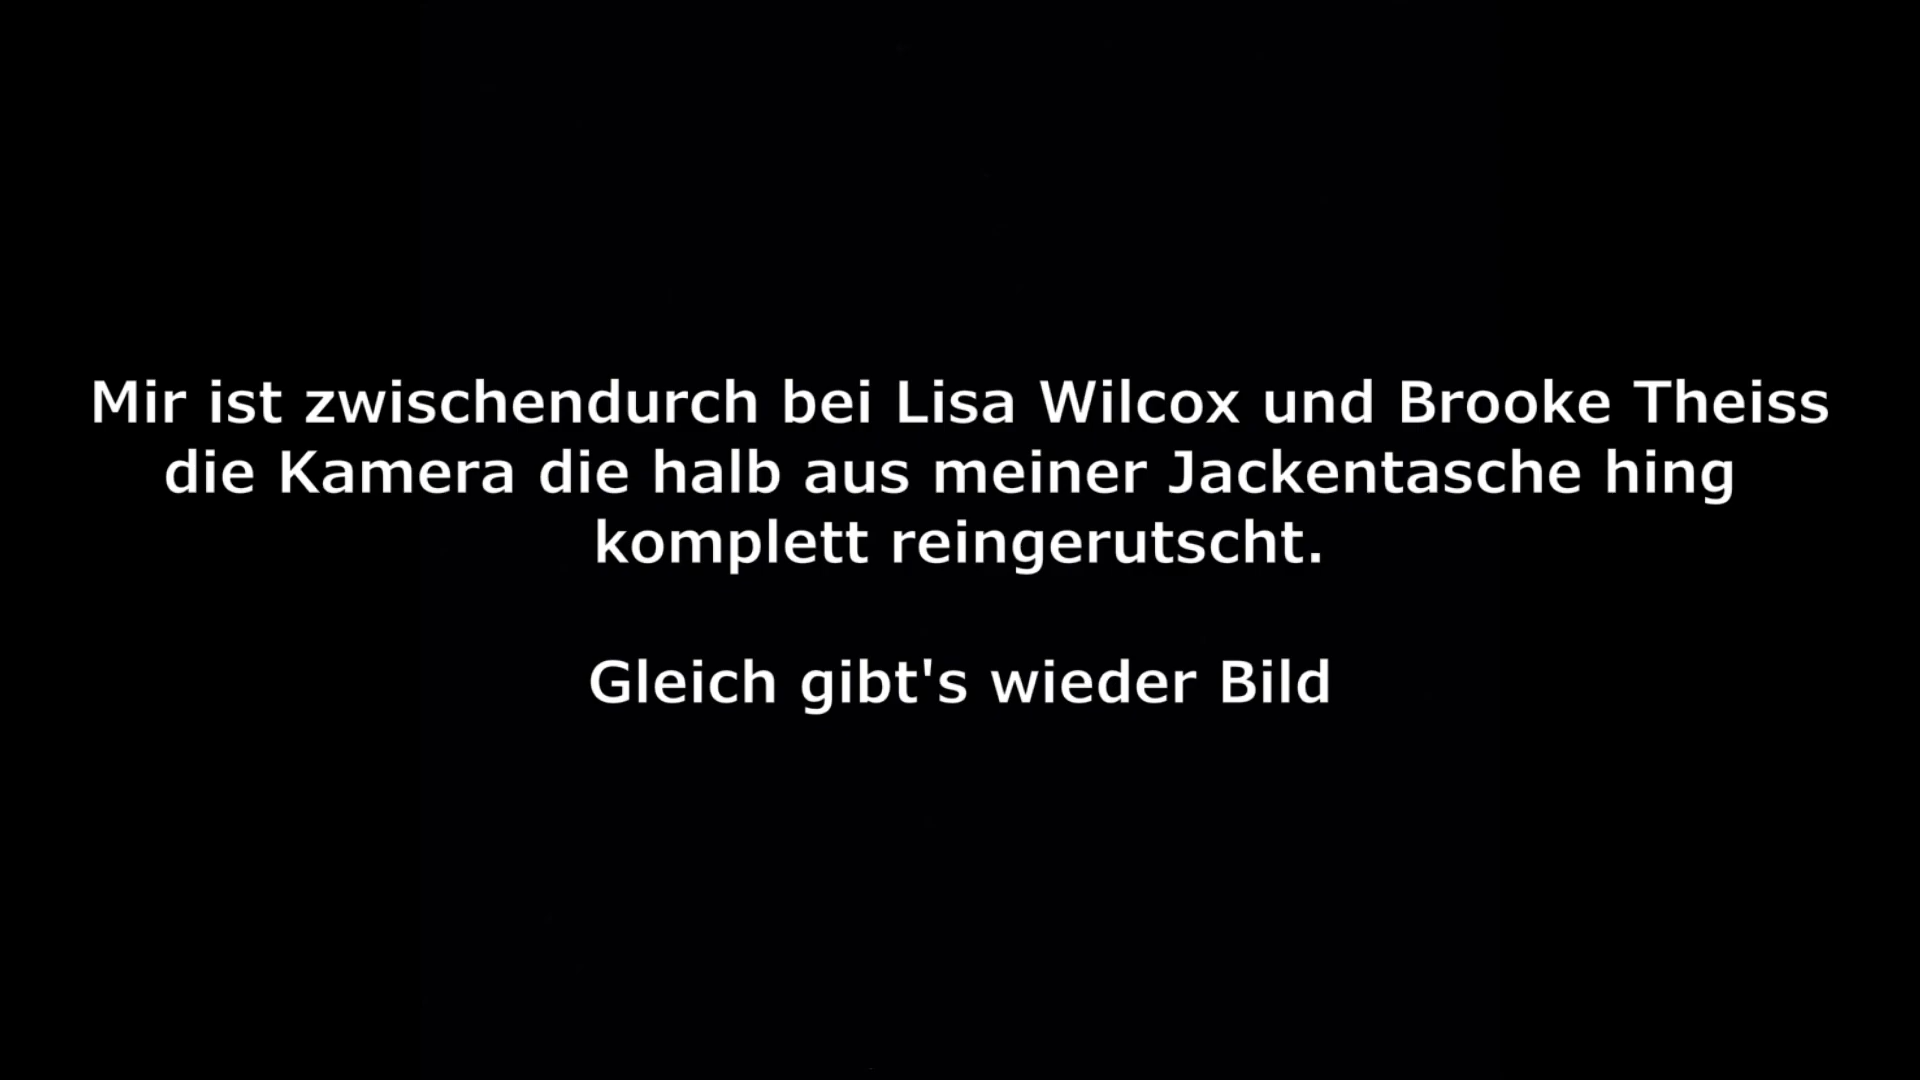 Mir ist zwischendurch bei Lisa Wilcox und Brooke Theiss
die Kamera die halb aus meiner Jackentasche hing
komplett reingerutscht.
Gleich gibt's wieder Bild